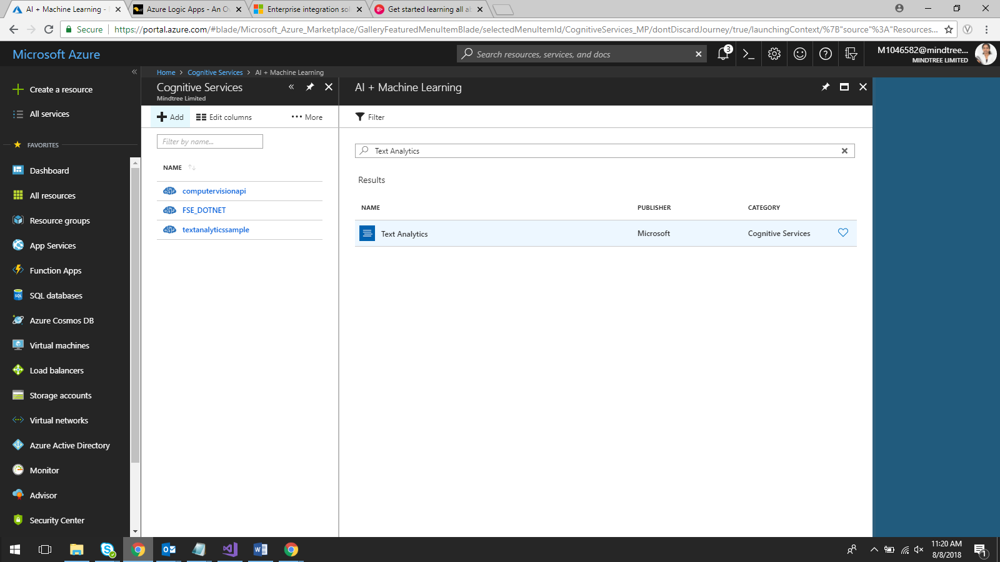 AI + Machine Learning -
Azure Logic Apps - An Ov
Enterprise integration sol
Get started learning all a
Secure
https://portal.azure.com/#blade/Microsoft_Azure_Marketplace/GalleryFeaturedMenuItemBlade/selectedMenuItemId/CognitiveServices_MP/dontDiscardJourney/true/launchingContext/%7B"source"%3A"Resources...
Microsoft Azure
Search resources, services, and docs
3
M1046582@mindtree...
MINDTREE LIMITED
Home > Cognitive Services > AI + Machine Learning
Create a resource
All services
FAVORITES
Dashboard
All resources
Resource groups
App Services
Function Apps
SQL databases
Azure Cosmos DB
Virtual machines
Load balancers
Storage accounts
Virtual networks
Azure Active Directory
Monitor
Advisor
Security Center
Cognitive Services
Mindtree Limited
Add
Edit columns
More
Filter by name...
NAME
computervisionapi
FSE_DOTNET
textanalyticssample
AI + Machine Learning
Filter
Text Analytics
Results
NAME PUBLISHER CATEGORY
Text Analytics Microsoft Cognitive Services
11:20 AM
8/8/2018
1